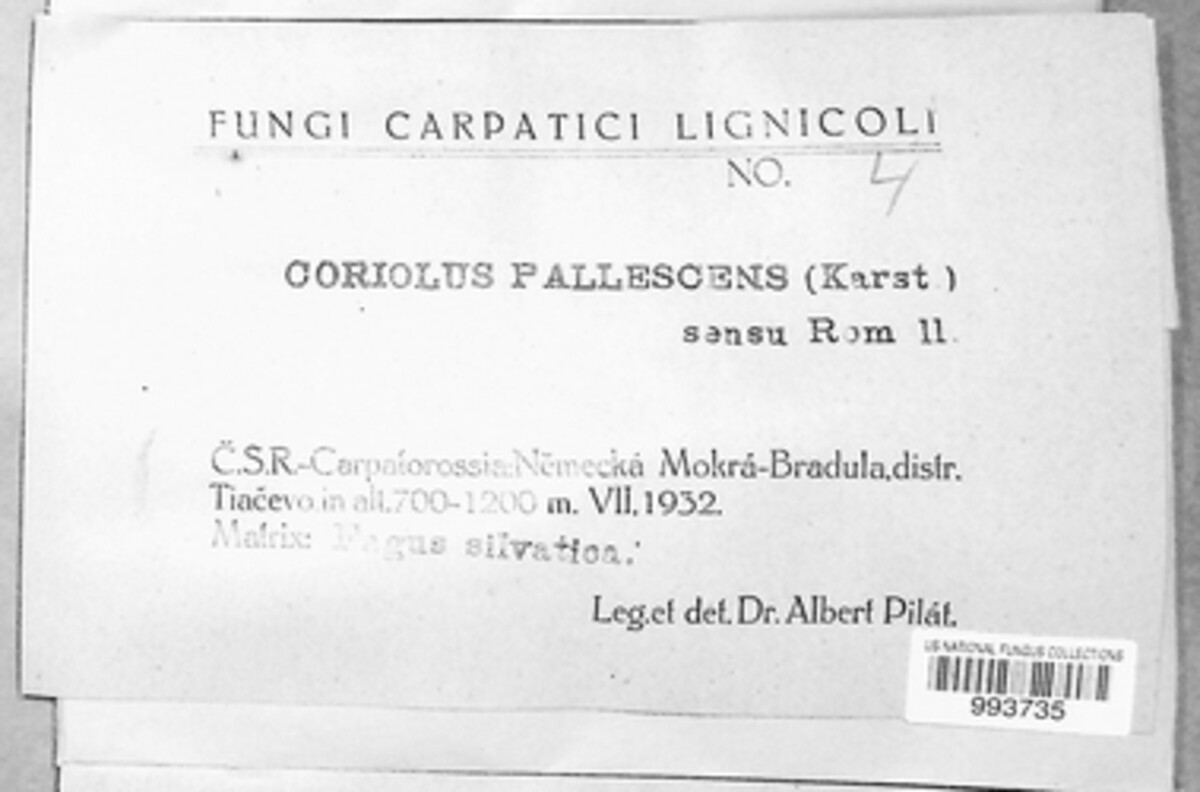 FUNGI CARPATICI LIGNICOLI
NO. 4
CORIOLUS PALLESCENS (Karst )
sensu Rom ll.
Č.S.R.-Carpatorossia: Německá Mokrá-Bradula, distr.
Tiačevo, in alt. 700-1200 m. VII. 1932.
Matrix: Fagus silvatica.
Leg. et det. Dr. Albert Pilát.
US NATIONAL FUNGUS COLLECTIONS
993735